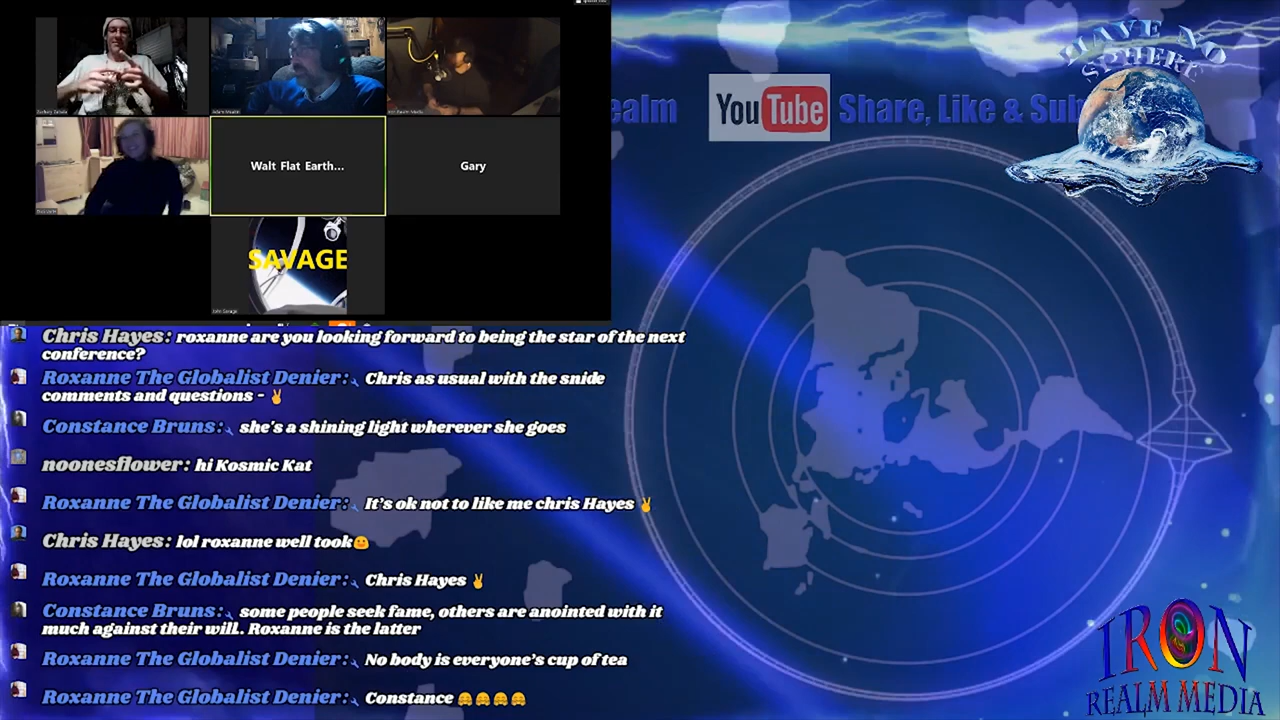 Walt Flat Earth...
Gary
SAVAGE
John Savage
ealm
YouTube
Share, Like & Sub
HAVE NO
SPHERE
Chris Hayes: roxanne are you looking forward to being the star of the next
conference?
Roxanne The Globalist Denier: Chris as usual with the snide
comments and questions - ✌
Constance Bruns: she's a shining light wherever she goes
noonesflower: hi Kosmic Kat
Roxanne The Globalist Denier: It's ok not to like me chris Hayes ✌
Chris Hayes: lol roxanne well took
Roxanne The Globalist Denier: Chris Hayes ✌
Constance Bruns: some people seek fame, others are anointed with it
much against their will.. Roxanne is the latter
Roxanne The Globalist Denier: No body is everyone's cup of tea
Roxanne The Globalist Denier: Constance 🤗🤗🤗🤗
IRON
REALM MEDIA